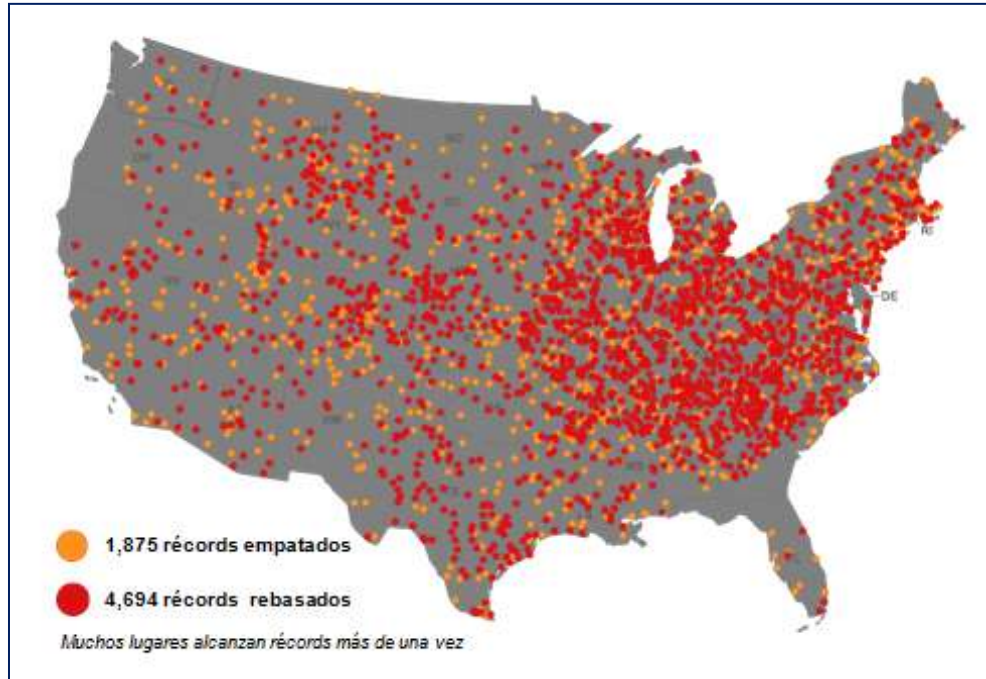 RI
DE
1,875 récords empatados
4,694 récords rebasados
Muchos lugares alcanzan récords más de una vez